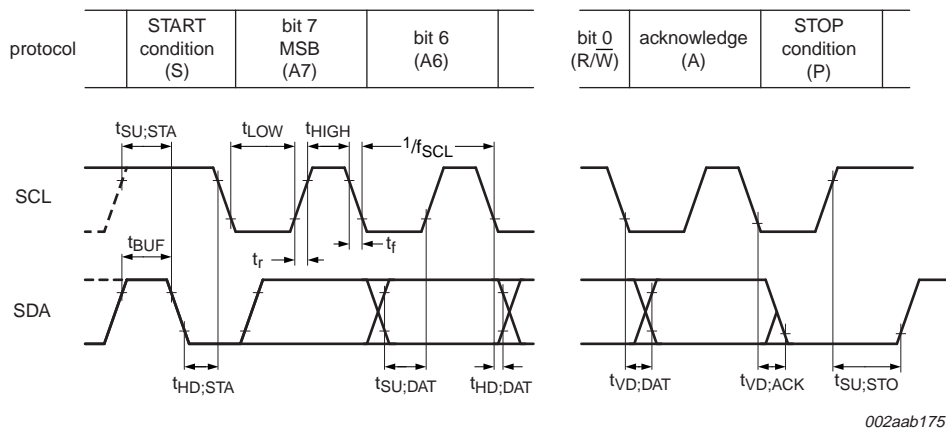 protocol
START
condition
(S)
bit 7
MSB
(A7)
bit 6
(A6)
bit 0
(R/W̅)
acknowledge
(A)
STOP
condition
(P)
tSU;STA
tLOW
tHIGH
1/fSCL
SCL
tBUF
tr
tf
SDA
tHD;STA
tSU;DAT
tHD;DAT
tVD;DAT
tVD;ACK
tSU;STO
002aab175